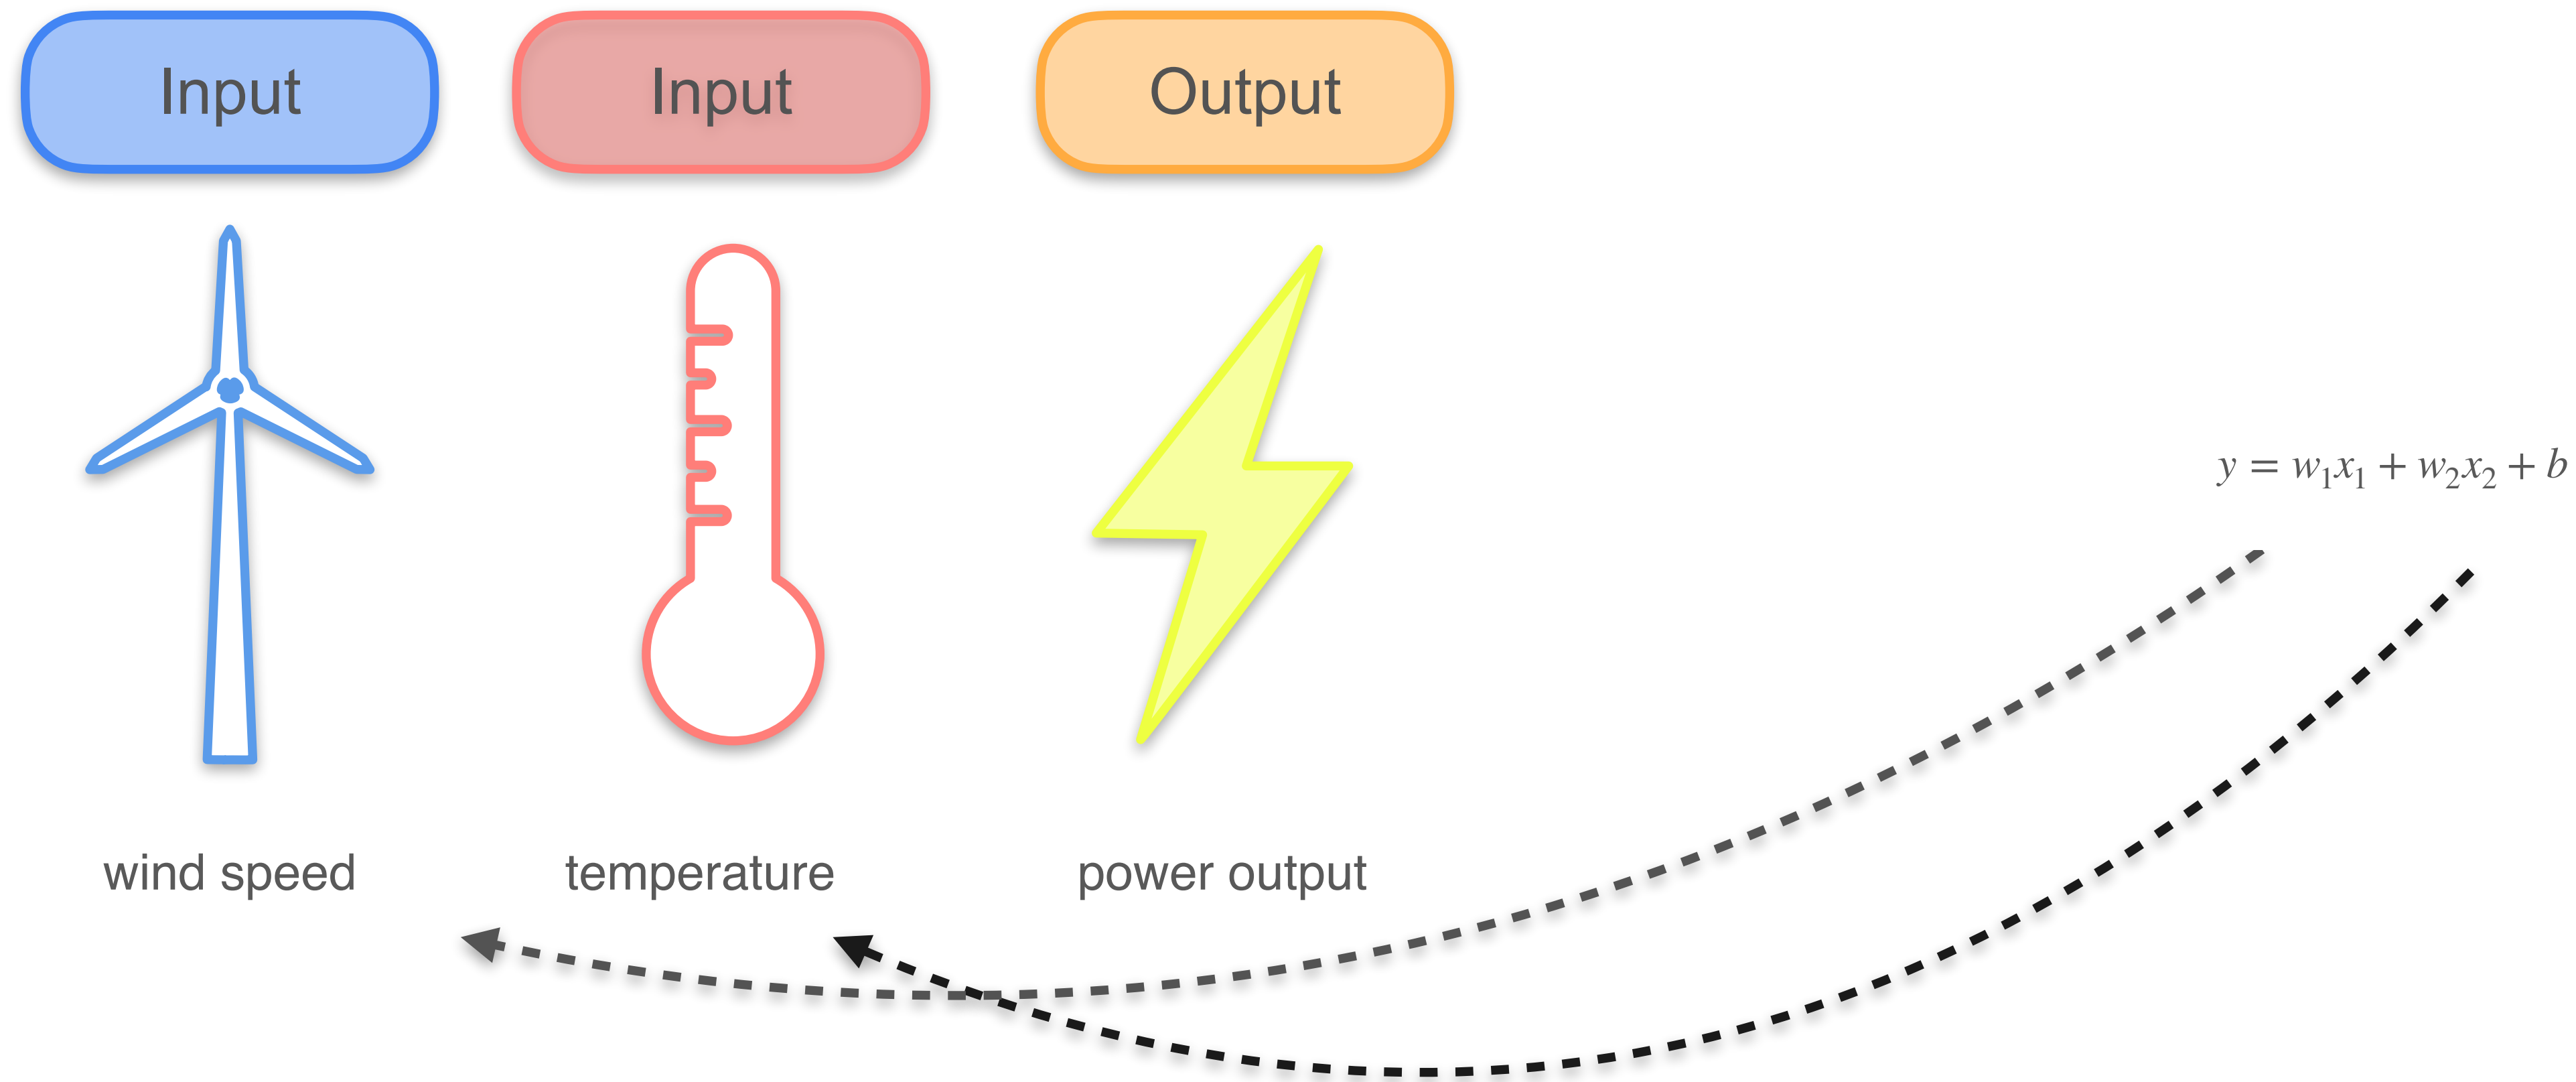 Input
Input
Output
y = w₁x₁ + w₂x₂ + b
wind speed
temperature
power output